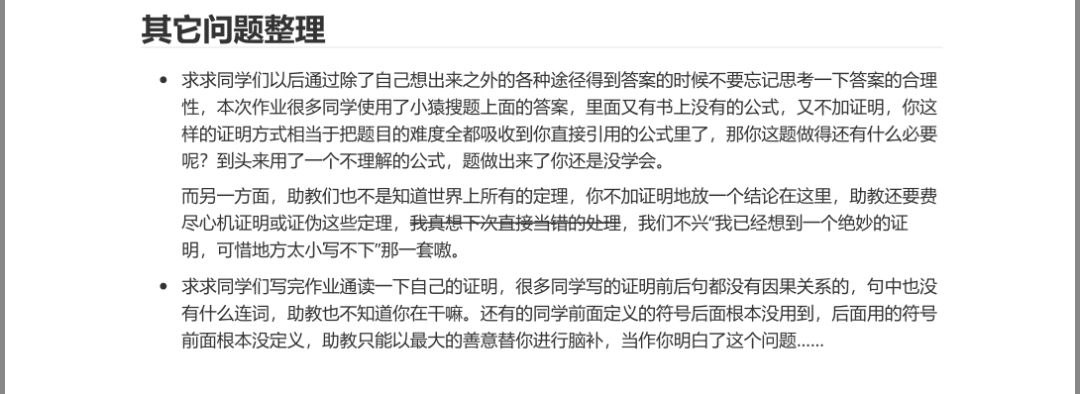 其它问题整理
• 求求同学们以后通过除了自己想出来之外的各种途径得到答案的时候不要忘记思考一下答案的合理
性，本次作业很多同学使用了小猿搜题上面的答案，里面又有书上没有的公式，又不加证明，你这
样的证明方式相当于把题目的难度全都吸收到你直接引用的公式里了，那你这题做得还有什么必要
呢？到头来用了一个不理解的公式，题做出来了你还是没学会。
而另一方面，助教们也不是知道世界上所有的定理，你不加证明地放一个结论在这里，助教还要费
尽心机证明或证伪这些定理，我真想下次直接当错的处理，我们不兴“我已经想到一个绝妙的证
明，可惜地方太小写不下”那一套嗷。
• 求求同学们写完作业通读一下自己的证明，很多同学写的证明前后句都没有因果关系的，句中也没
有什么连词，助教也不知道你在干嘛。还有的同学前面定义的符号后面根本没用到，后面用的符号
前面根本没定义，助教只能以最大的善意替你进行脑补，当作你明白了这个问题......